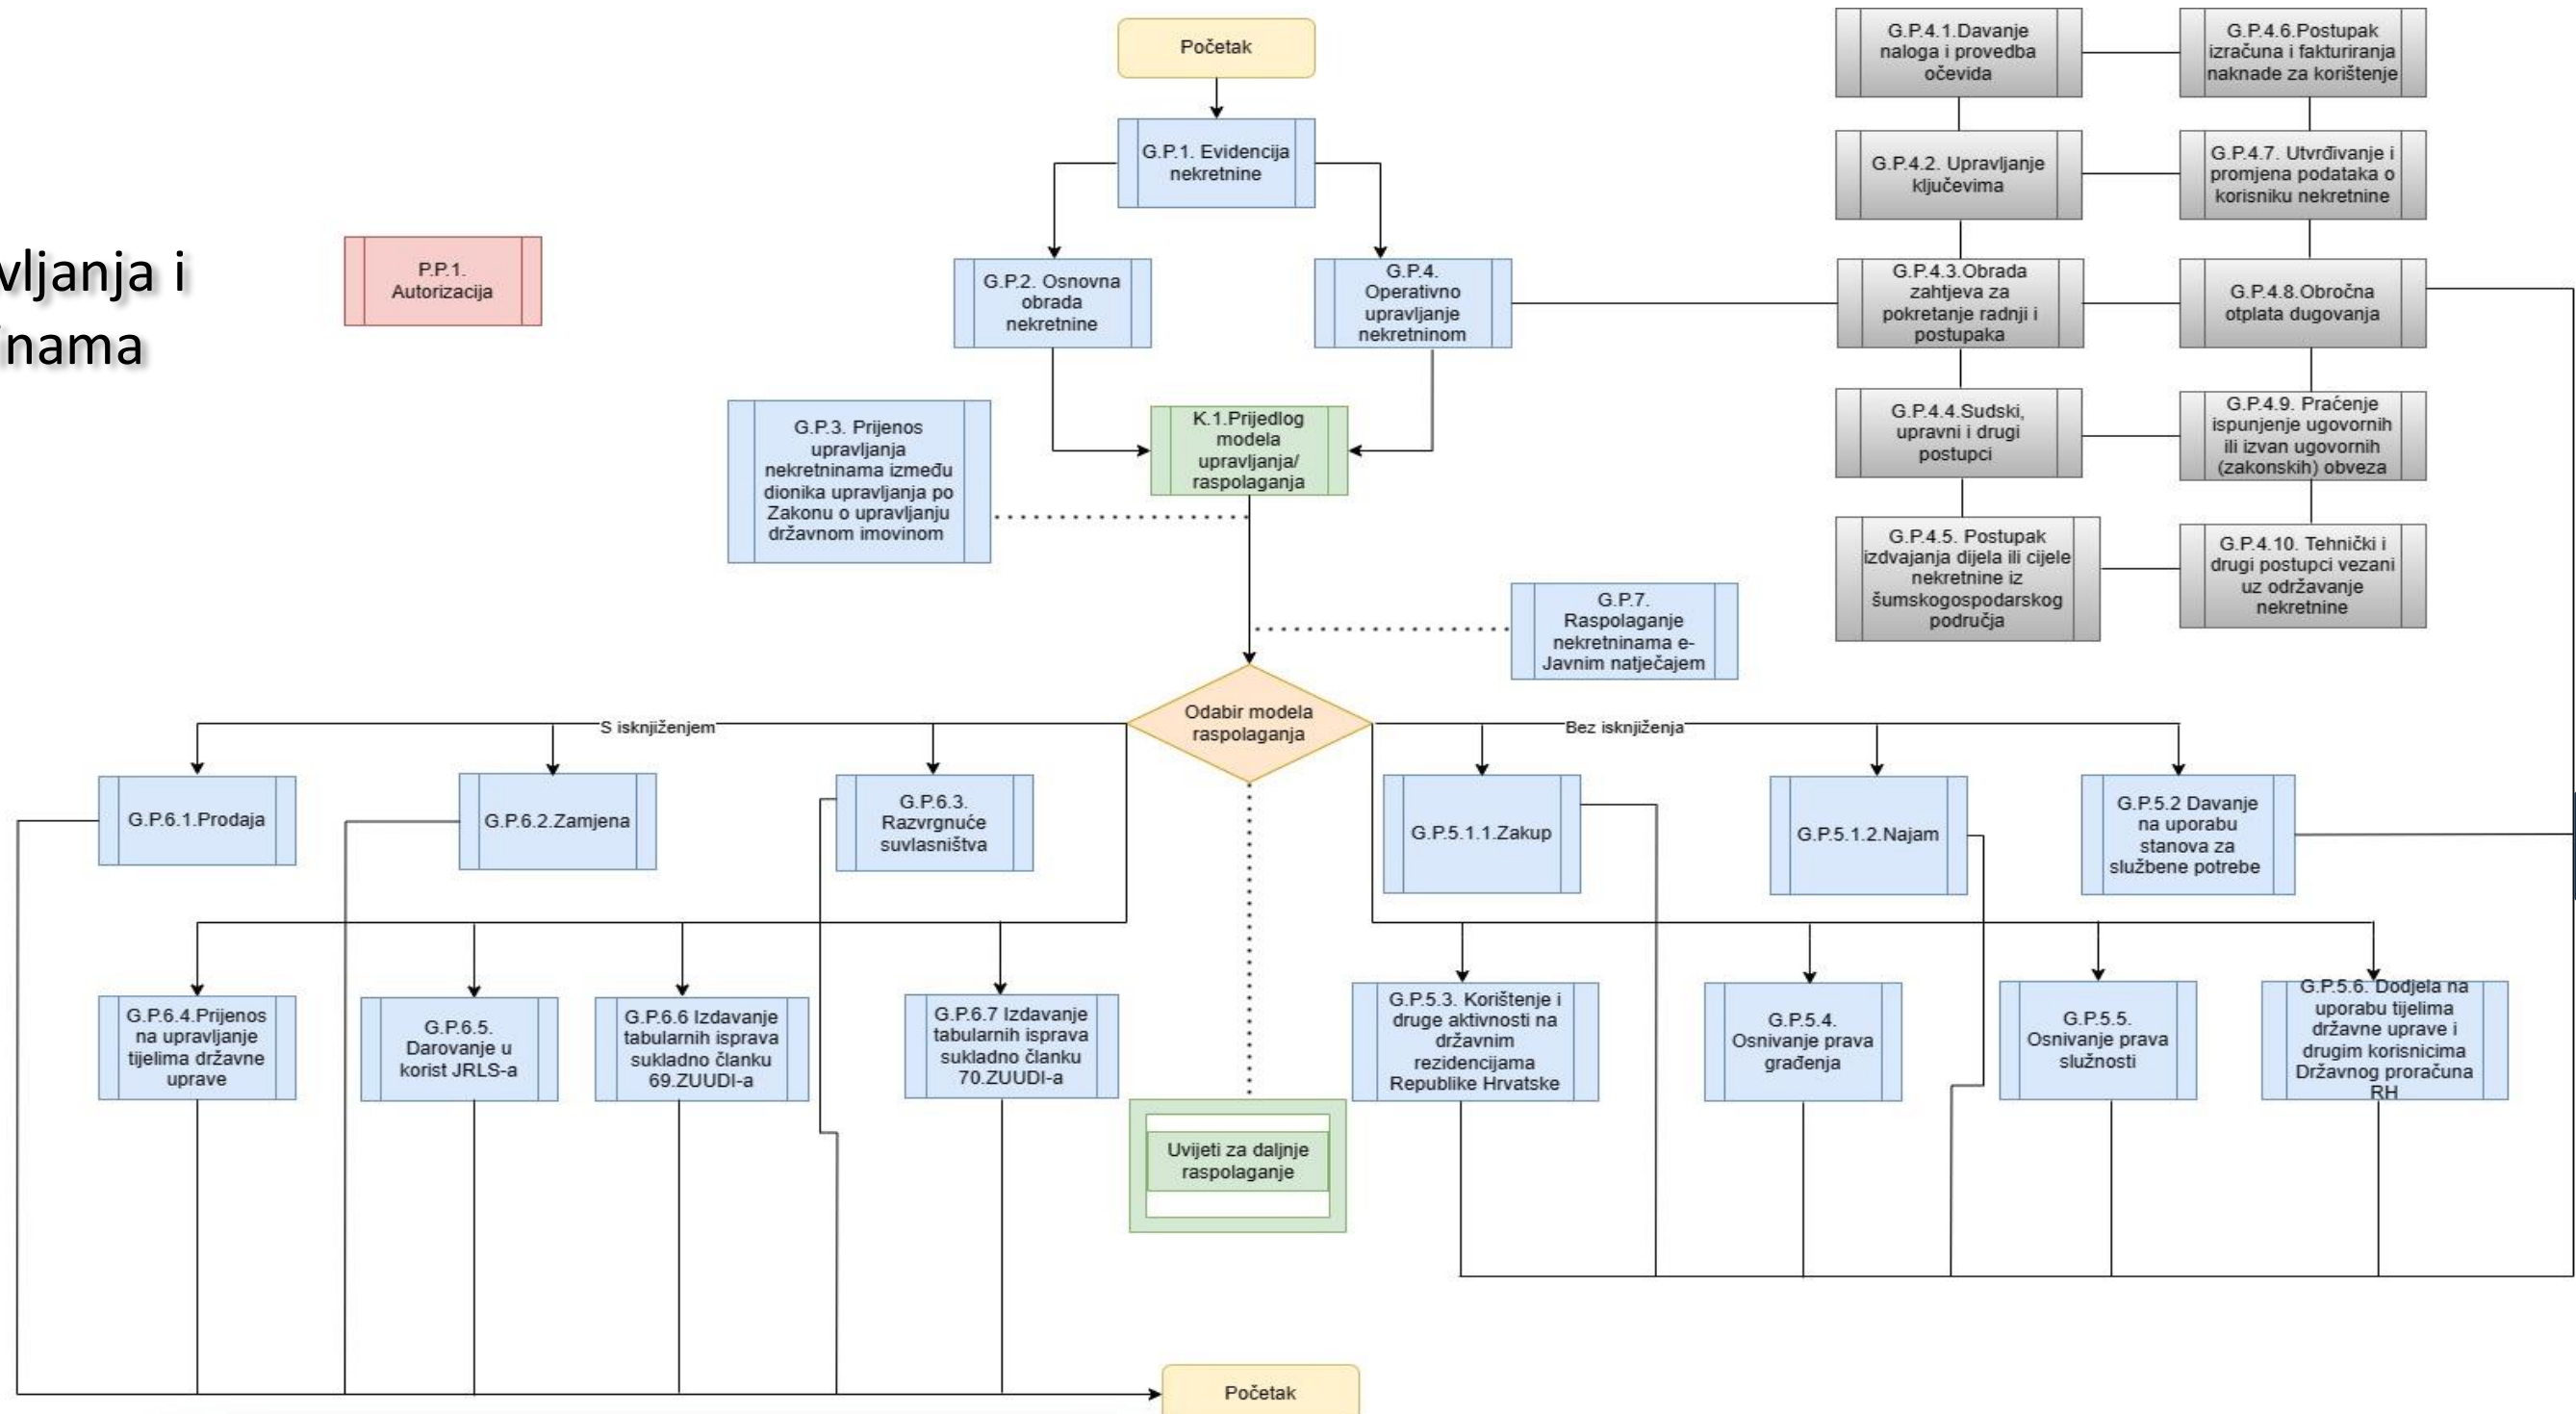 vljanja i
nama
P.P.1.
Autorizacija
Početak
G.P.1. Evidencija
nekretnine
G.P.2. Osnovna
obrada
nekretnine
G.P.4.
Operativno
upravljanje
nekretninom
G.P.3. Prijenos
upravljanja
nekretninama između
dionika upravljanja po
Zakonu o upravljanju
državnom imovinom
K.1.Prijedlog
modela
upravljanja/
raspolaganja
G.P.7.
Raspolaganje
nekretninama e-
Javnim natječajem
G.P.4.1.Davanje
naloga i provedba
očevida
G.P.4.6.Postupak
izračuna i fakturiranja
naknade za korištenje
G.P.4.2. Upravljanje
ključevima
G.P.4.7. Utvrđivanje i
promjena podataka o
korisniku nekretnine
G.P.4.3.Obrada
zahtjeva za
pokretanje radnji i
postupaka
G.P.4.8.Obročna
otplata dugovanja
G.P.4.4.Sudski,
upravni i drugi
postupci
G.P.4.9. Praćenje
ispunjenje ugovornih
ili izvan ugovornih
(zakonskih) obveza
G.P.4.5. Postupak
izdvajanja dijela ili cijele
nekretnine iz
šumskogospodarskog
područja
G.P.4.10. Tehnički i
drugi postupci vezani
uz održavanje
nekretnine
Odabir modela
raspolaganja
S isknjiženjem
Bez isknjiženja
G.P.6.1.Prodaja
G.P.6.2.Zamjena
G.P.6.3.
Razvrgnuće
suvlasništva
G.P.5.1.1.Zakup
G.P.5.1.2.Najam
G.P.5.2 Davanje
na uporabu
stanova za
službene potrebe
G.P.6.4.Prijenos
na upravljanje
tijelima državne
uprave
G.P.6.5.
Darovanje u
korist JRLS-a
G.P.6.6 Izdavanje
tabularnih isprava
sukladno članku
69.ZUUDI-a
G.P.6.7 Izdavanje
tabularnih isprava
sukladno članku
70.ZUUDI-a
G.P.5.3. Korištenje i
druge aktivnosti na
državnim
rezidencijama
Republike Hrvatske
G.P.5.4.
Osnivanje prava
građenja
G.P.5.5.
Osnivanje prava
služnosti
G.P.5.6. Dodjela na
uporabu tijelima
državne uprave i
drugim korisnicima
Državnog proračuna
RH
Uvijeti za daljnje
raspolaganje
Početak